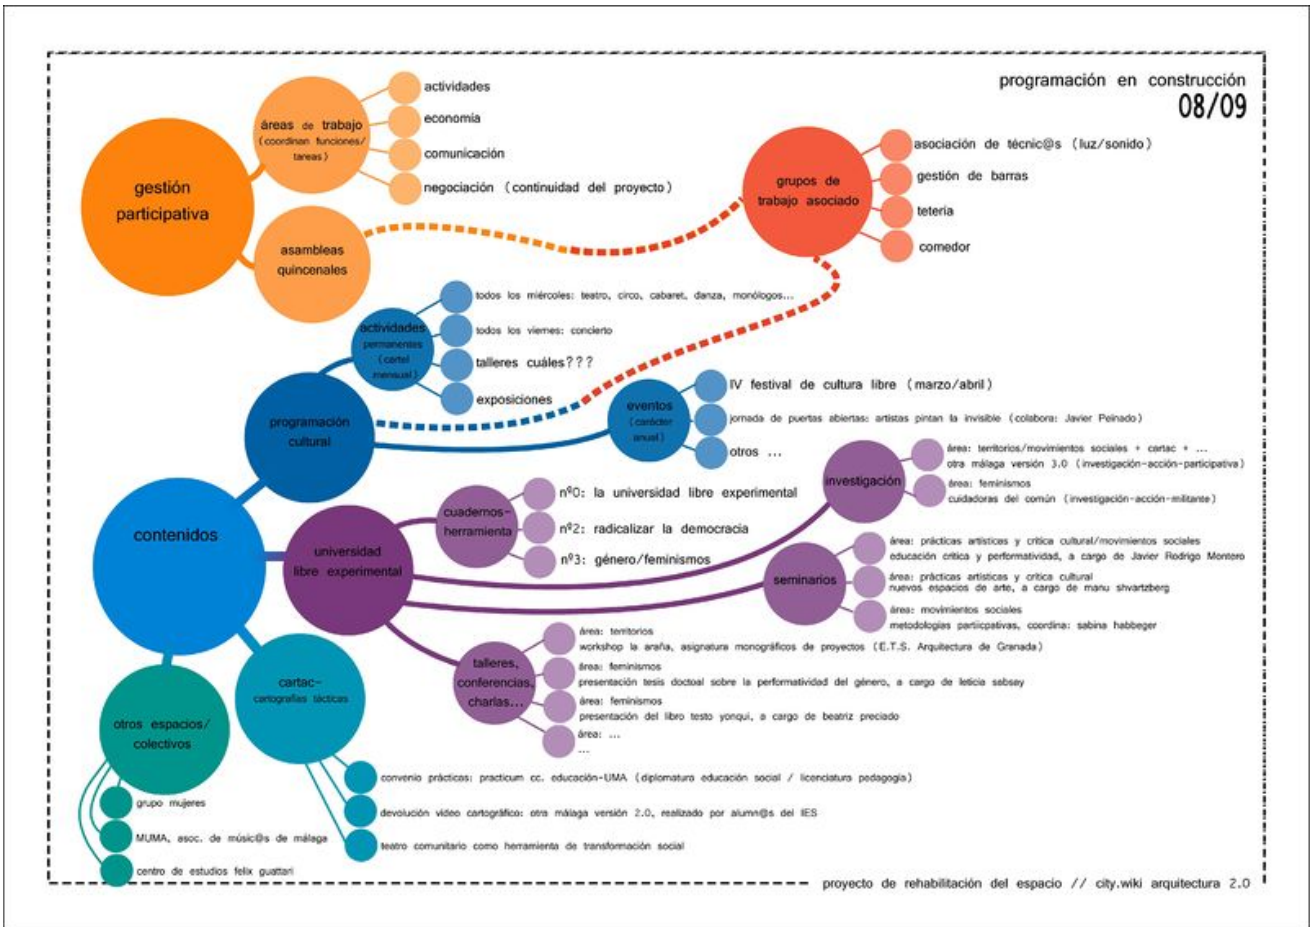 programación en construcción
08/09
gestión
participativa
áreas de trabajo
(coordinan funciones/
tareas)
actividades
economía
comunicación
negociación (continuidad del proyecto)
asambleas
quincenales
grupos de
trabajo asociado
asociación de técnic@s (luz/sonido)
gestión de barras
tetería
comedor
contenidos
programación
cultural
actividades
permanentes
(cartel
mensual)
todos los miércoles: teatro, circo, cabaret, danza, monólogos...
todos los viernes: concierto
talleres cuáles???
exposiciones
eventos
(carácter
anual)
IV festival de cultura libre (marzo/abril)
jornada de puertas abiertas: artistas pintan la invisible (colabora: Javier Peinado)
otros ...
universidad
libre experimental
cuadernos-
herramienta
nº0: la universidad libre experimental
nº2: radicalizar la democracia
nº3: género/feminismos
investigación
área: territorios/movimientos sociales + cartac + ...
otra málaga versión 3.0 (investigación-acción-participativa)
área: feminismos
cuidadoras del común (investigación-acción-militante)
seminarios
área: prácticas artísticas y crítica cultural/movimientos sociales
educación crítica y performatividad, a cargo de Javier Rodrigo Montero
área: prácticas artísticas y crítica cultural
nuevos espacios de arte, a cargo de manu shvartzberg
área: movimientos sociales
metodologías partiicpativas, coordina: sabina habbeger
talleres,
conferencias,
charlas...
área: territorios
workshop la araña, asignatura monográficos de proyectos (E.T.S. Arquitectura de Granada)
área: feminismos
presentación tesis doctoal sobre la performatividad del género, a cargo de leticia sabsay
área: feminismos
presentación del libro testo yonqui, a cargo de beatriz preciado
área: ...
...
cartac-
cartografías tácticas
convenio prácticas: practicum cc. educación-UMA (diplomatura educación social / licenciatura pedagogía)
devolución video cartográfico: otra málaga versión 2.0, realizado por alumn@s del IES
teatro comunitario como herramienta de transformación social
otros espacios/
colectivos
grupo mujeres
MUMA, asoc. de músic@s de málaga
centro de estudios felix guattari
proyecto de rehabilitación del espacio // city.wiki arquitectura 2.0